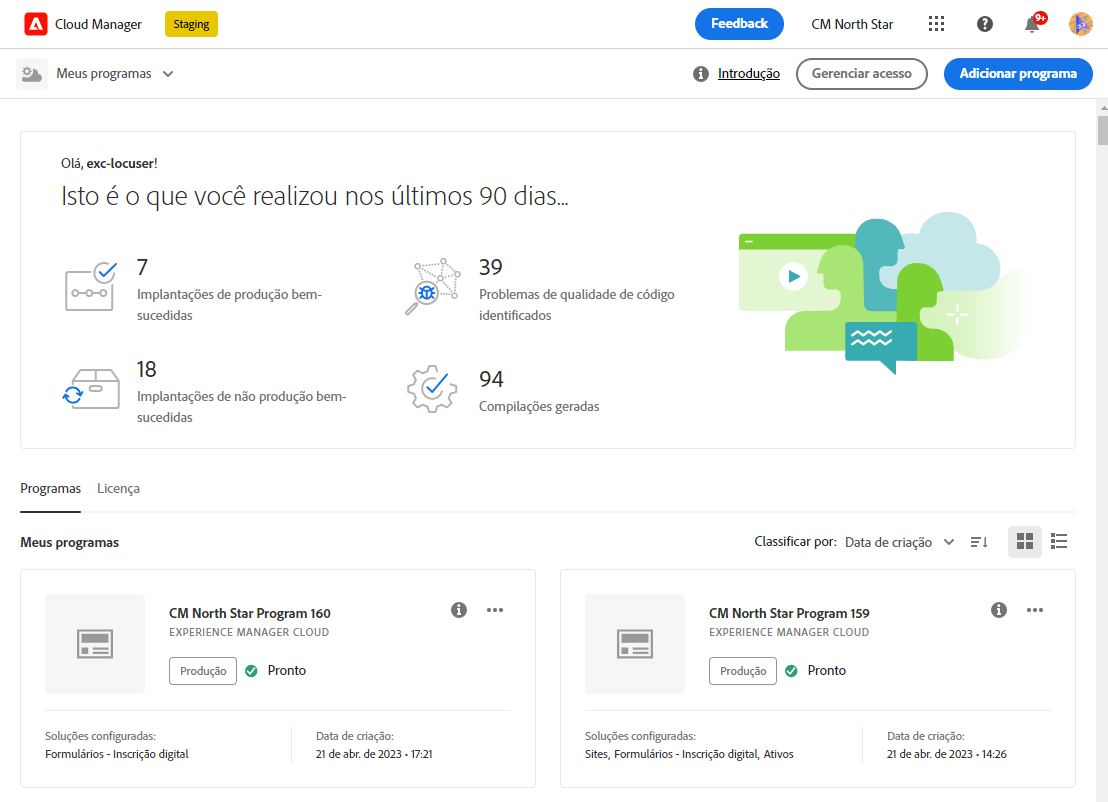 Cloud Manager
Staging
Feedback
CM North Star
9+
Meus programas
Introdução
Gerenciar acesso
Adicionar programa
Olá, exc-locuser!
Isto é o que você realizou nos últimos 90 dias...
7
Implantações de produção bem-
sucedidas
39
Problemas de qualidade de código
identificados
18
Implantações de não produção bem-
sucedidas
94
Compilações geradas
Programas
Licença
Meus programas
Classificar por: Data de criação
CM North Star Program 160
EXPERIENCE MANAGER CLOUD
Produção
Pronto
Soluções configuradas:
Formulários - Inscrição digital
Data de criação:
21 de abr. de 2023 • 17:21
CM North Star Program 159
EXPERIENCE MANAGER CLOUD
Produção
Pronto
Soluções configuradas:
Sites, Formulários - Inscrição digital, Ativos
Data de criação:
21 de abr. de 2023 • 14:26